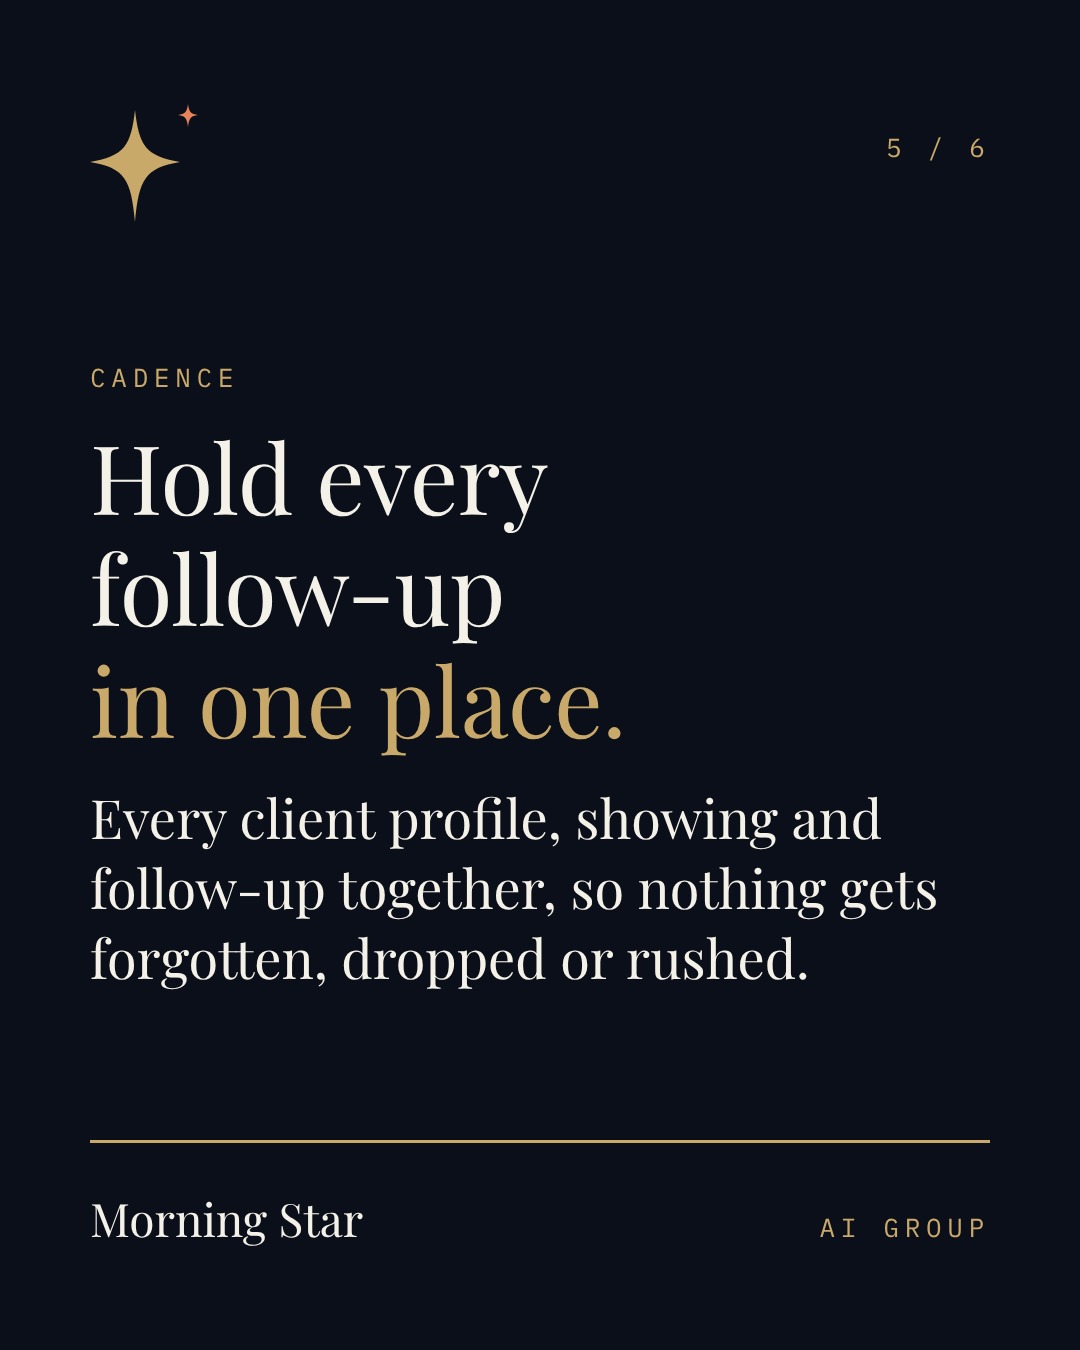 5 / 6
CADENCE
Hold every
follow-up
in one place.
Every client profile, showing and
follow-up together, so nothing gets
forgotten, dropped or rushed.
Morning Star
AI GROUP